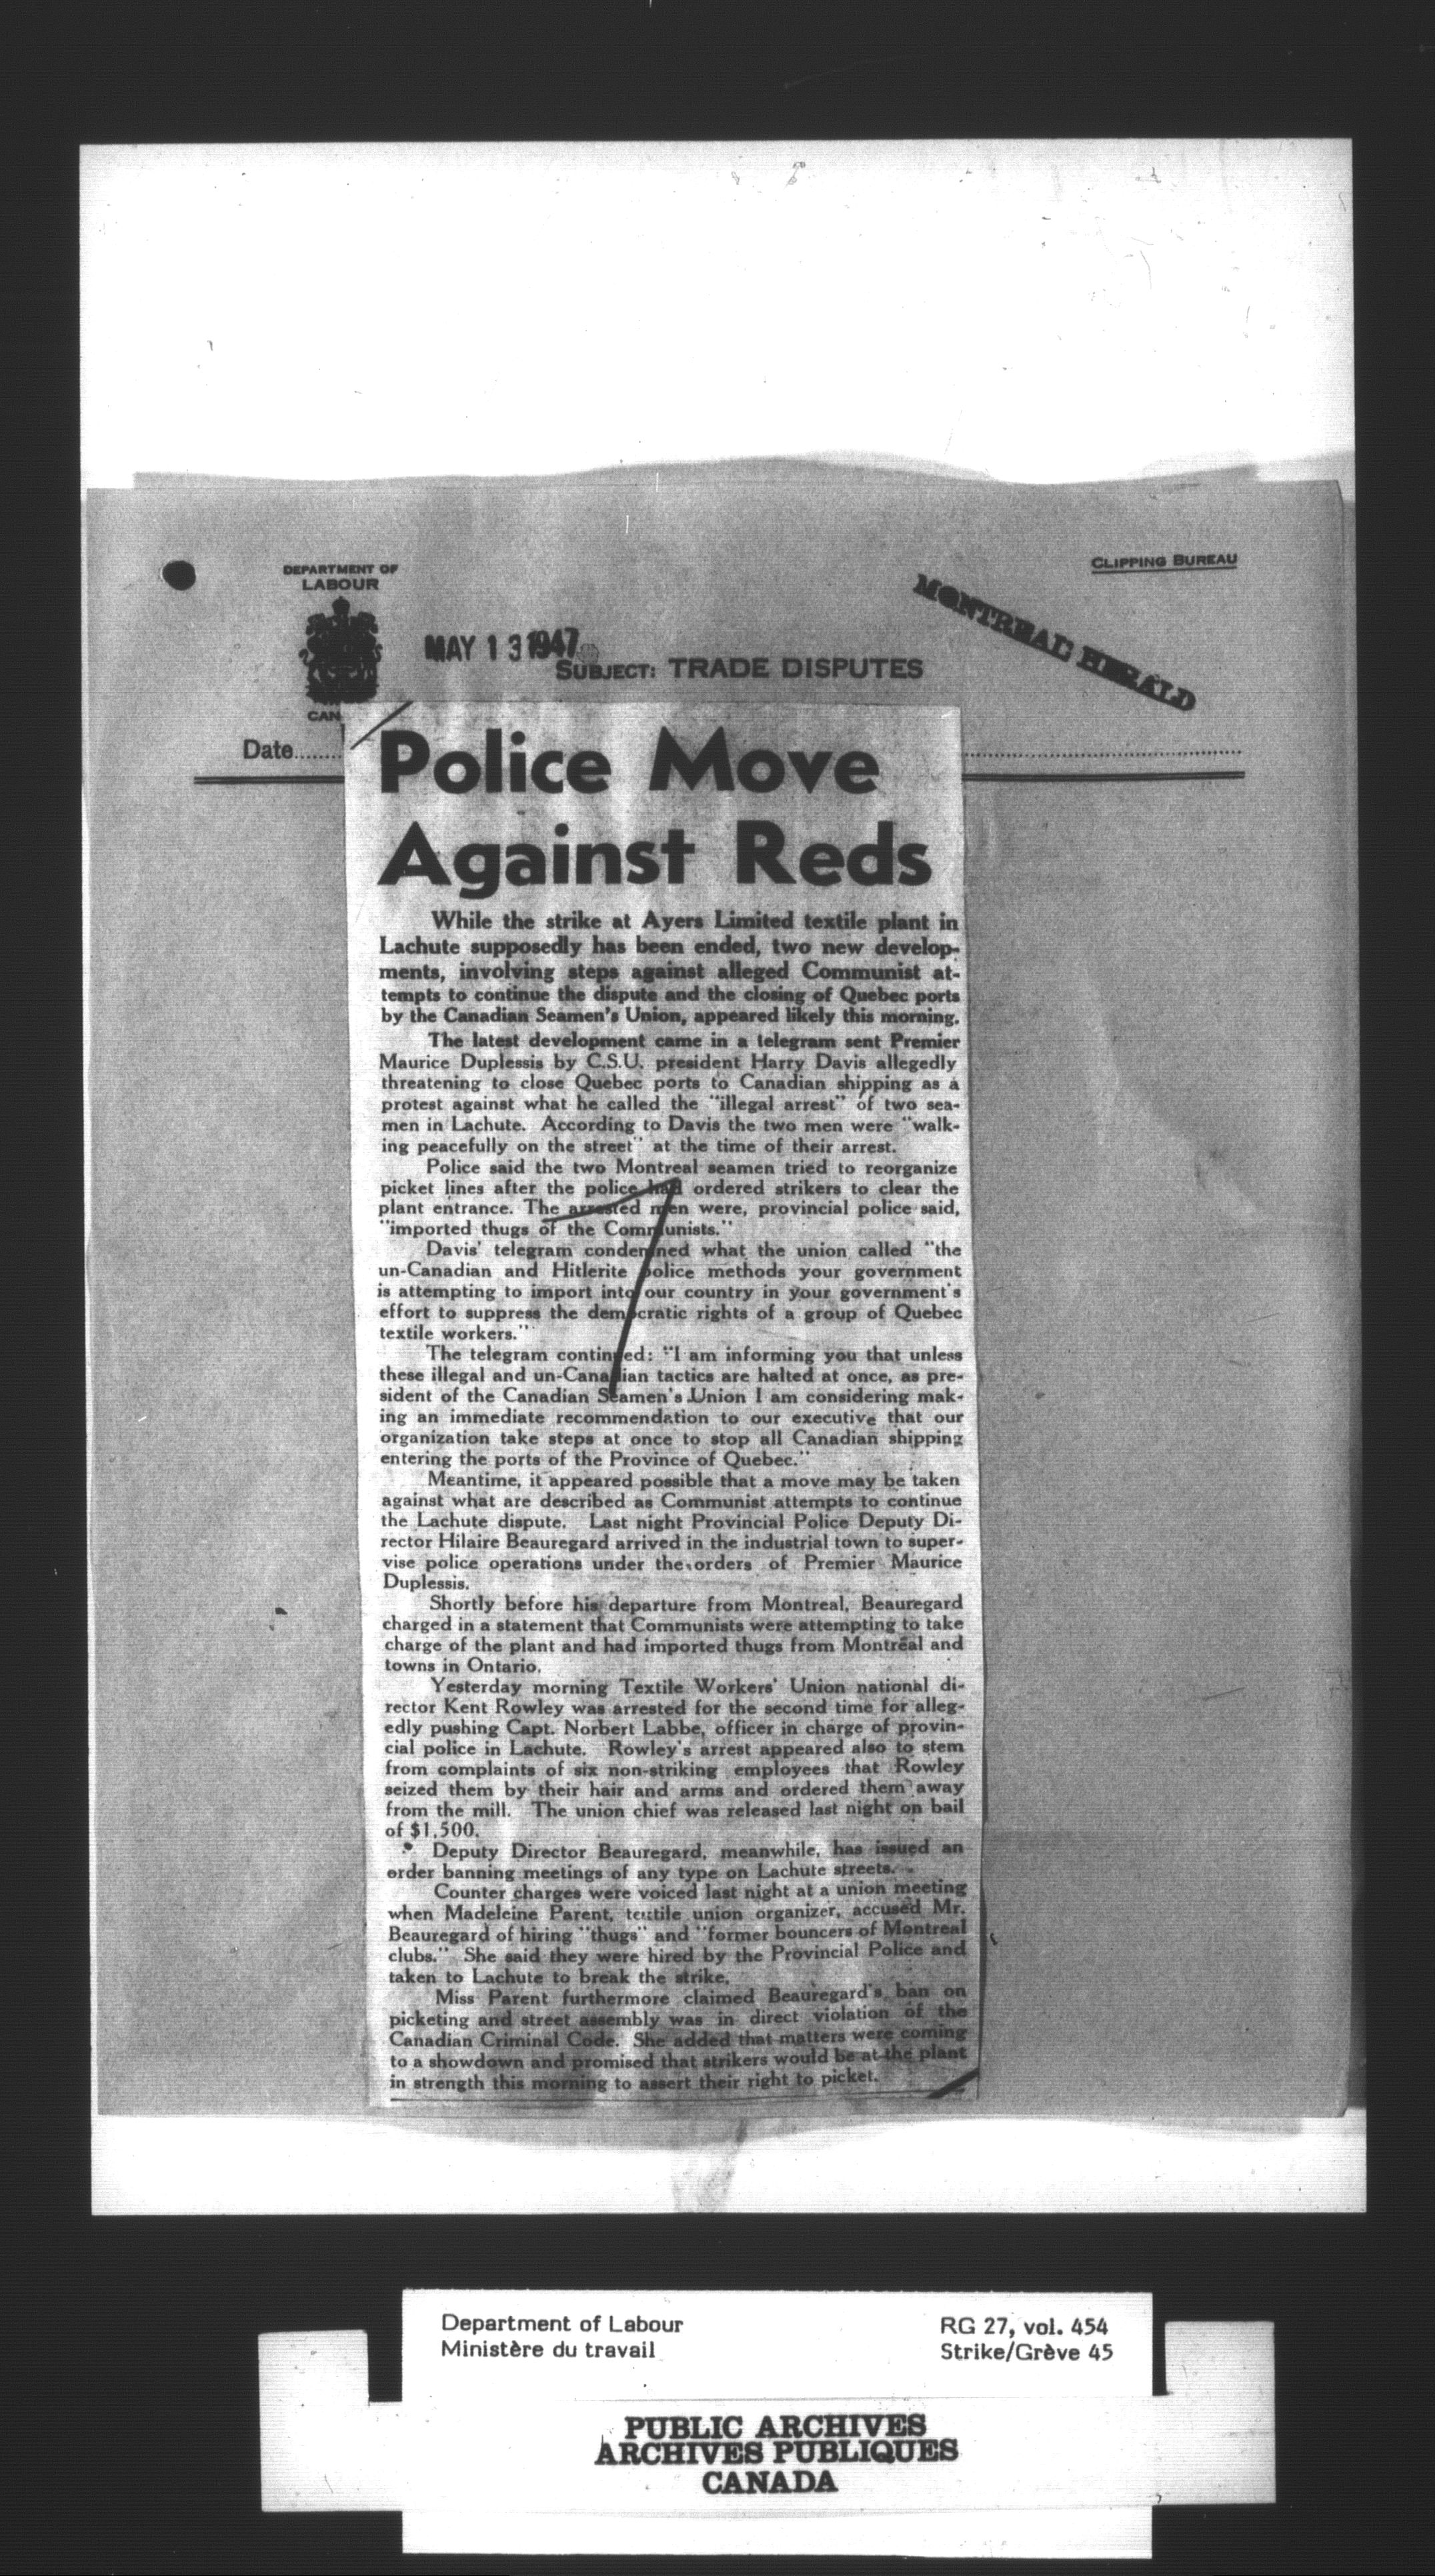 DEPARTMENT OF
LABOUR
CAN
CLIPPING BUREAU
MAY 13 1947
MONTREAL HERALD
SUBJECT: TRADE DISPUTES
Date
Police Move
Against Reds
While the strike at Ayers Limited textile plant in
Lachute supposedly has been ended, two new develop-
ments, involving steps against alleged Communist at-
tempts to continue the dispute and the closing of Quebec ports
by the Canadian Seamen's Union, appeared likely this morning.
The latest development came in a telegram sent Premier
Maurice Duplessis by C.S.U. president Harry Davis allegedly
threatening to close Quebec ports to Canadian shipping as a
protest against what he called the "illegal arrest" of two sea-
men in Lachute. According to Davis the two men were "walk-
ing peacefully on the street" at the time of their arrest.
Police said the two Montreal seamen tried to reorganize
picket lines after the police had ordered strikers to clear the
plant entrance. The arrested men were, provincial police said,
"imported thugs of the Communists."
Davis' telegram condemned what the union called "the
un-Canadian and Hitlerite police methods your government
is attempting to import into our country in your government's
effort to suppress the democratic rights of a group of Quebec
textile workers."
The telegram continued: "I am informing you that unless
these illegal and un-Canadian tactics are halted at once, as pre-
sident of the Canadian Seamen's Union I am considering mak-
ing an immediate recommendation to our executive that our
organization take steps at once to stop all Canadian shipping
entering the ports of the Province of Quebec."
Meantime, it appeared possible that a move may be taken
against what are described as Communist attempts to continue
the Lachute dispute. Last night Provincial Police Deputy Di-
rector Hilaire Beauregard arrived in the industrial town to super-
vise police operations under the orders of Premier Maurice
Duplessis.
Shortly before his departure from Montreal, Beauregard
charged in a statement that Communists were attempting to take
charge of the plant and had imported thugs from Montreal and
towns in Ontario.
Yesterday morning Textile Workers' Union national di-
rector Kent Rowley was arrested for the second time for alleg-
edly pushing Capt. Norbert Labbe, officer in charge of provin-
cial police in Lachute. Rowley's arrest appeared also to stem
from complaints of six non-striking employees that Rowley
seized them by their hair and arms and ordered them away
from the mill. The union chief was released last night on bail
of $1,500.
Deputy Director Beauregard, meanwhile, has issued an
order banning meetings of any type on Lachute streets.
Counter charges were voiced last night at a union meeting
when Madeleine Parent, textile union organizer, accused Mr.
Beauregard of hiring "thugs" and "former bouncers of Montreal
clubs." She said they were hired by the Provincial Police and
taken to Lachute to break the strike.
Miss Parent furthermore claimed Beauregard's ban on
picketing and street assembly was in direct violation of the
Canadian Criminal Code. She added that matters were coming
to a showdown and promised that strikers would be at the plant
in strength this morning to assert their right to picket.
Department of Labour
Ministère du travail
RG 27, vol. 454
Strike/Grève 45
PUBLIC ARCHIVES
ARCHIVES PUBLIQUES
CANADA